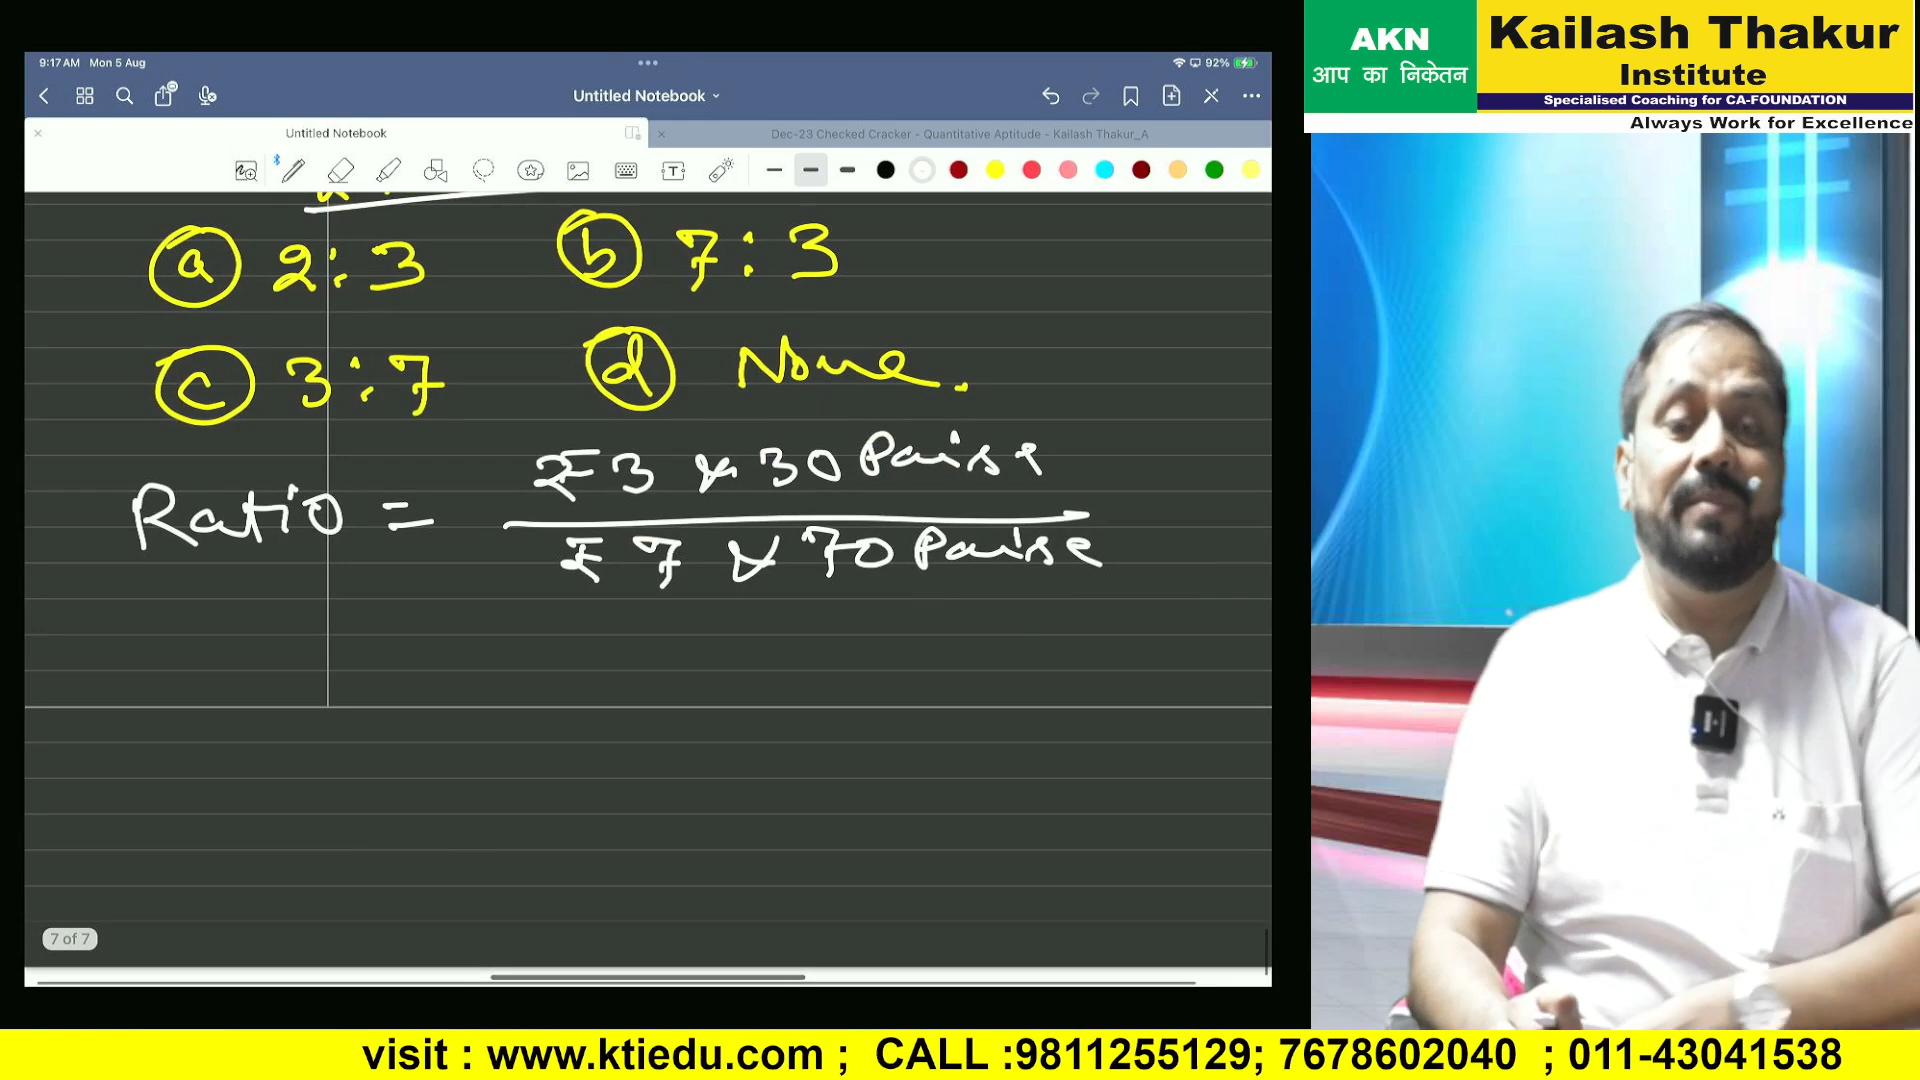 AKN
आप का निकेतन
Kailash Thakur
Institute
Specialised Coaching for CA-FOUNDATION
Always Work for Excellence
9:17 AM Mon 5 Aug
92%
Untitled Notebook
Untitled Notebook
Dec-23 Checked Cracker - Quantitative Aptitude - Kailash Thakur_A
T
a 2:3 b 7:3
c 3:7 d None.
₹3 & 30 Paise
Ratio =
₹7 & 70 Paise
7 of 7
visit : www.ktiedu.com ; CALL :9811255129; 7678602040 ; 011-43041538